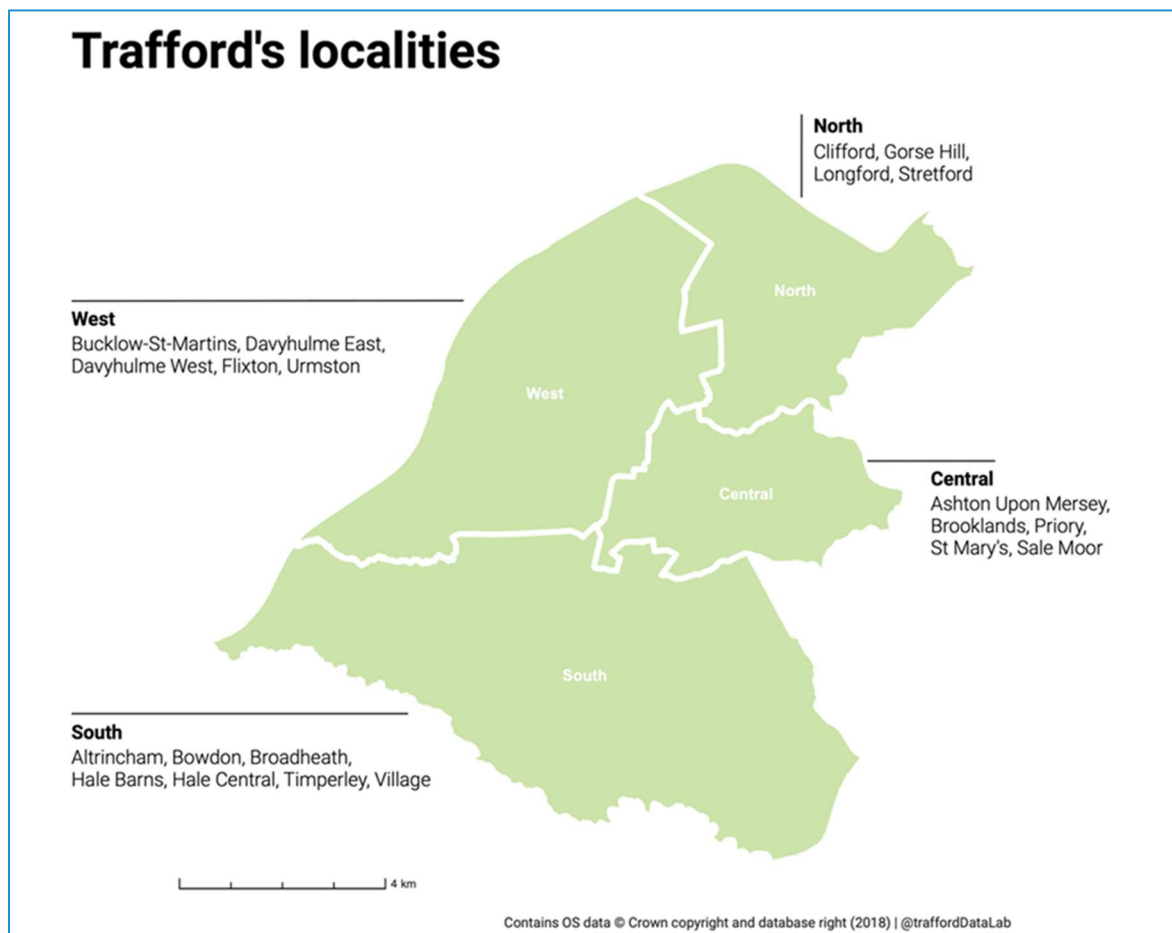 Trafford's localities
North
Clifford, Gorse Hill,
Longford, Stretford
North
West
Bucklow-St-Martins, Davyhulme East,
Davyhulme West, Flixton, Urmston
West
Central
Central
Ashton Upon Mersey,
Brooklands, Priory,
St Mary's, Sale Moor
South
South
Altrincham, Bowdon, Broadheath,
Hale Barns, Hale Central, Timperley, Village
4 km
Contains OS data © Crown copyright and database right (2018) | @traffordDataLab